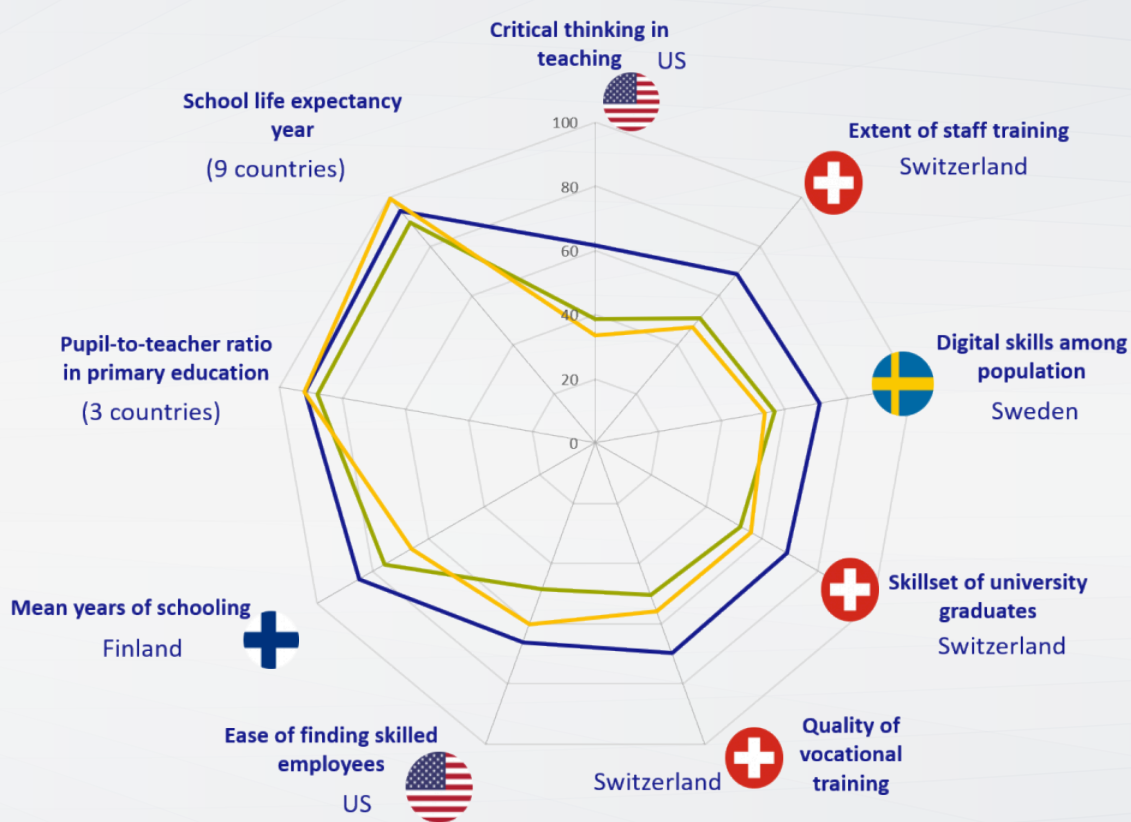 Critical thinking in
teaching
US
School life expectancy
year
(9 countries)
Extent of staff training
Switzerland
100
80
60
40
20
0
Pupil-to-teacher ratio
in primary education
(3 countries)
Digital skills among
population
Sweden
Mean years of schooling
Finland
Skillset of university
graduates
Switzerland
Ease of finding skilled
employees
US
Quality of
vocational
training
Switzerland